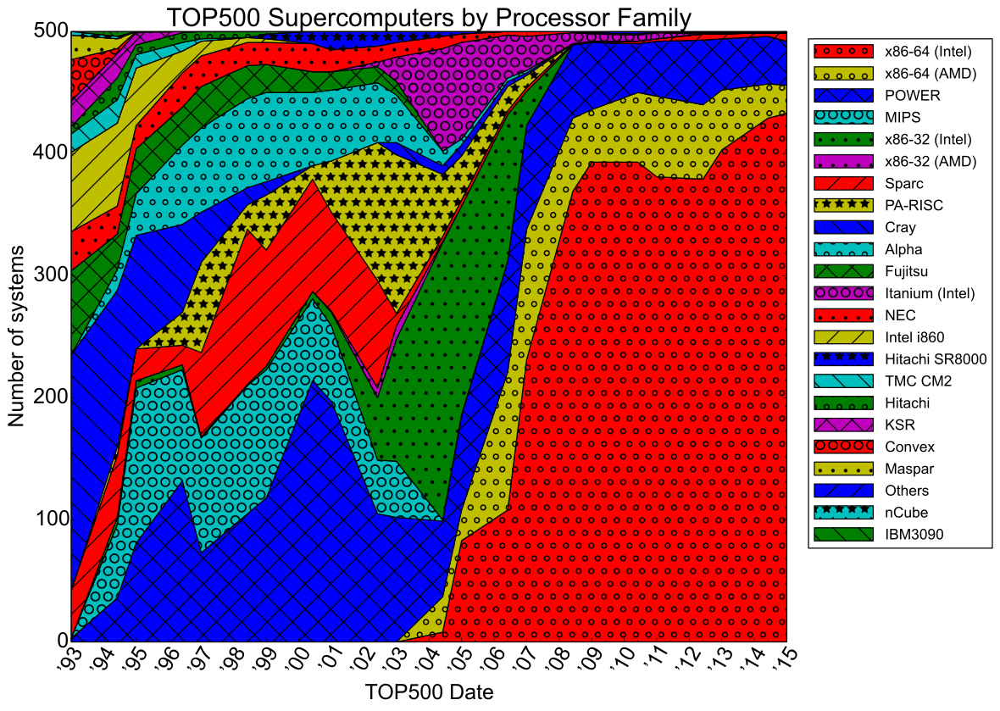 TOP500 Supercomputers by Processor Family
500
400
300
200
100
0
Number of systems
'93 '94 '95 '96 '97 '98 '99 '00 '01 '02 '03 '04 '05 '06 '07 '08 '09 '10 '11 '12 '13 '14 '15
TOP500 Date
x86-64 (Intel)
x86-64 (AMD)
POWER
MIPS
x86-32 (Intel)
x86-32 (AMD)
Sparc
PA-RISC
Cray
Alpha
Fujitsu
Itanium (Intel)
NEC
Intel i860
Hitachi SR8000
TMC CM2
Hitachi
KSR
Convex
Maspar
Others
nCube
IBM3090